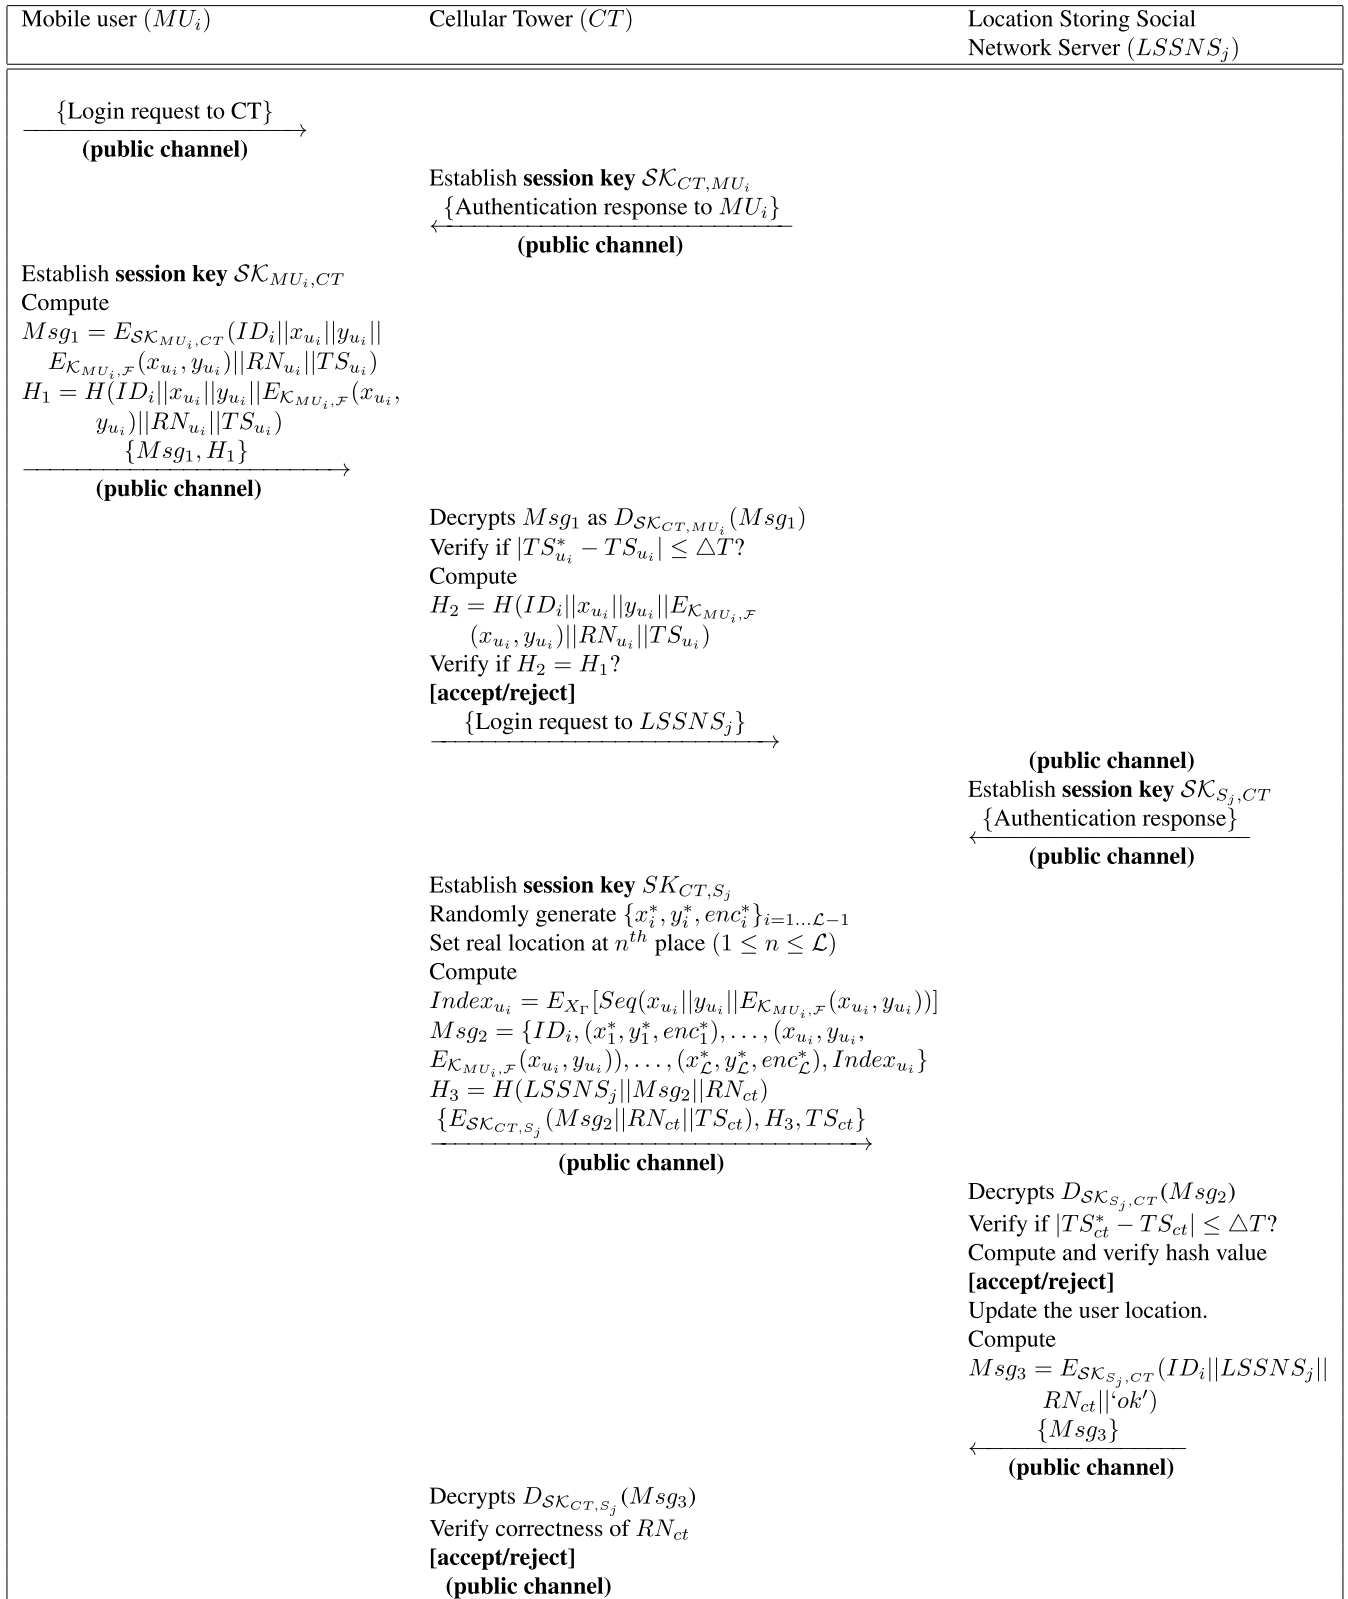 Mobile user (MU_i) Cellular Tower (CT) Location Storing Social
Network Server (LSSNS_j)
{Login request to CT}
(public channel)
Establish session key 𝒮𝒦_{CT,MU_i}
{Authentication response to MU_i}
(public channel)
Establish session key 𝒮𝒦_{MU_i,CT}
Compute
Msg_1 = E_{𝒮𝒦_{MU_i,CT}}(ID_i||x_{u_i}||y_{u_i}||
E_{𝒦_{MU_i,ℱ}}(x_{u_i}, y_{u_i})||RN_{u_i}||TS_{u_i})
H_1 = H(ID_i||x_{u_i}||y_{u_i}||E_{𝒦_{MU_i,ℱ}}(x_{u_i},
y_{u_i})||RN_{u_i}||TS_{u_i})
{Msg_1, H_1}
(public channel)
Decrypts Msg_1 as D_{𝒮𝒦_{CT,MU_i}}(Msg_1)
Verify if |TS^*_{u_i} − TS_{u_i}| ≤ △T?
Compute
H_2 = H(ID_i||x_{u_i}||y_{u_i}||E_{𝒦_{MU_i,ℱ}}
(x_{u_i}, y_{u_i})||RN_{u_i}||TS_{u_i})
Verify if H_2 = H_1?
[accept/reject]
{Login request to LSSNS_j}
(public channel)
Establish session key 𝒮𝒦_{S_j,CT}
{Authentication response}
(public channel)
Establish session key SK_{CT,S_j}
Randomly generate {x^*_i, y^*_i, enc^*_i}_{i=1...ℒ−1}
Set real location at n^{th} place (1 ≤ n ≤ ℒ)
Compute
Index_{u_i} = E_{X_Γ}[Seq(x_{u_i}||y_{u_i}||E_{𝒦_{MU_i,ℱ}}(x_{u_i}, y_{u_i}))]
Msg_2 = {ID_i, (x^*_1, y^*_1, enc^*_1), . . . , (x_{u_i}, y_{u_i},
E_{𝒦_{MU_i,ℱ}}(x_{u_i}, y_{u_i})), . . . , (x^*_ℒ, y^*_ℒ, enc^*_ℒ), Index_{u_i}}
H_3 = H(LSSNS_j||Msg_2||RN_{ct})
{E_{𝒮𝒦_{CT,S_j}}(Msg_2||RN_{ct}||TS_{ct}), H_3, TS_{ct}}
(public channel)
Decrypts D_{𝒮𝒦_{S_j,CT}}(Msg_2)
Verify if |TS^*_{ct} − TS_{ct}| ≤ △T?
Compute and verify hash value
[accept/reject]
Update the user location.
Compute
Msg_3 = E_{𝒮𝒦_{S_j,CT}}(ID_i||LSSNS_j||
RN_{ct}||‘ok′)
{Msg_3}
(public channel)
Decrypts D_{𝒮𝒦_{CT,S_j}}(Msg_3)
Verify correctness of RN_{ct}
[accept/reject]
(public channel)